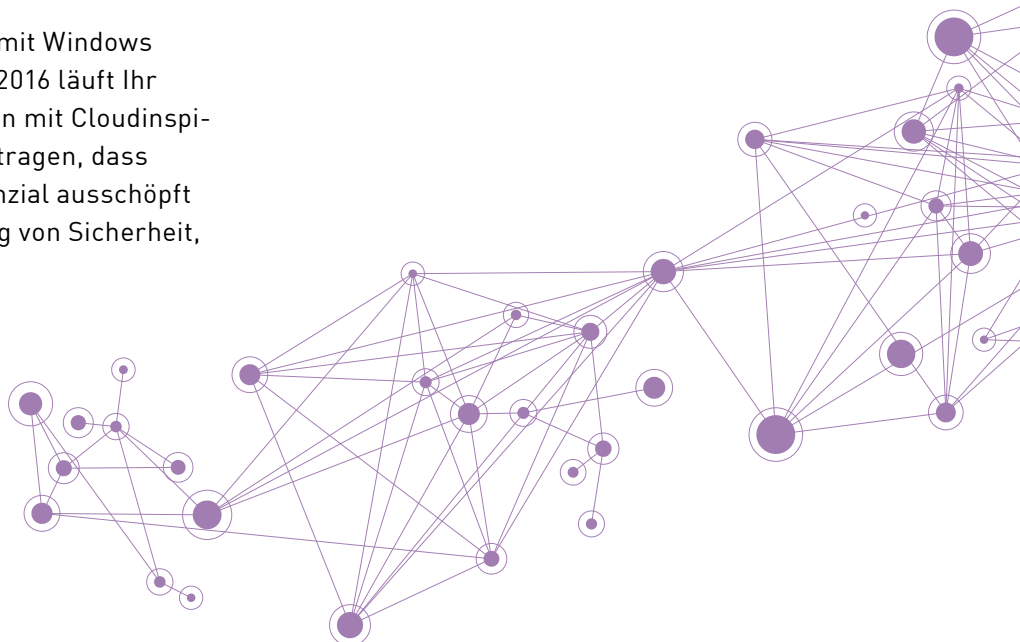 mit Windows
2016 läuft Ihr
n mit Cloudinspi-
tragen, dass
nzial ausschöpft
g von Sicherheit,